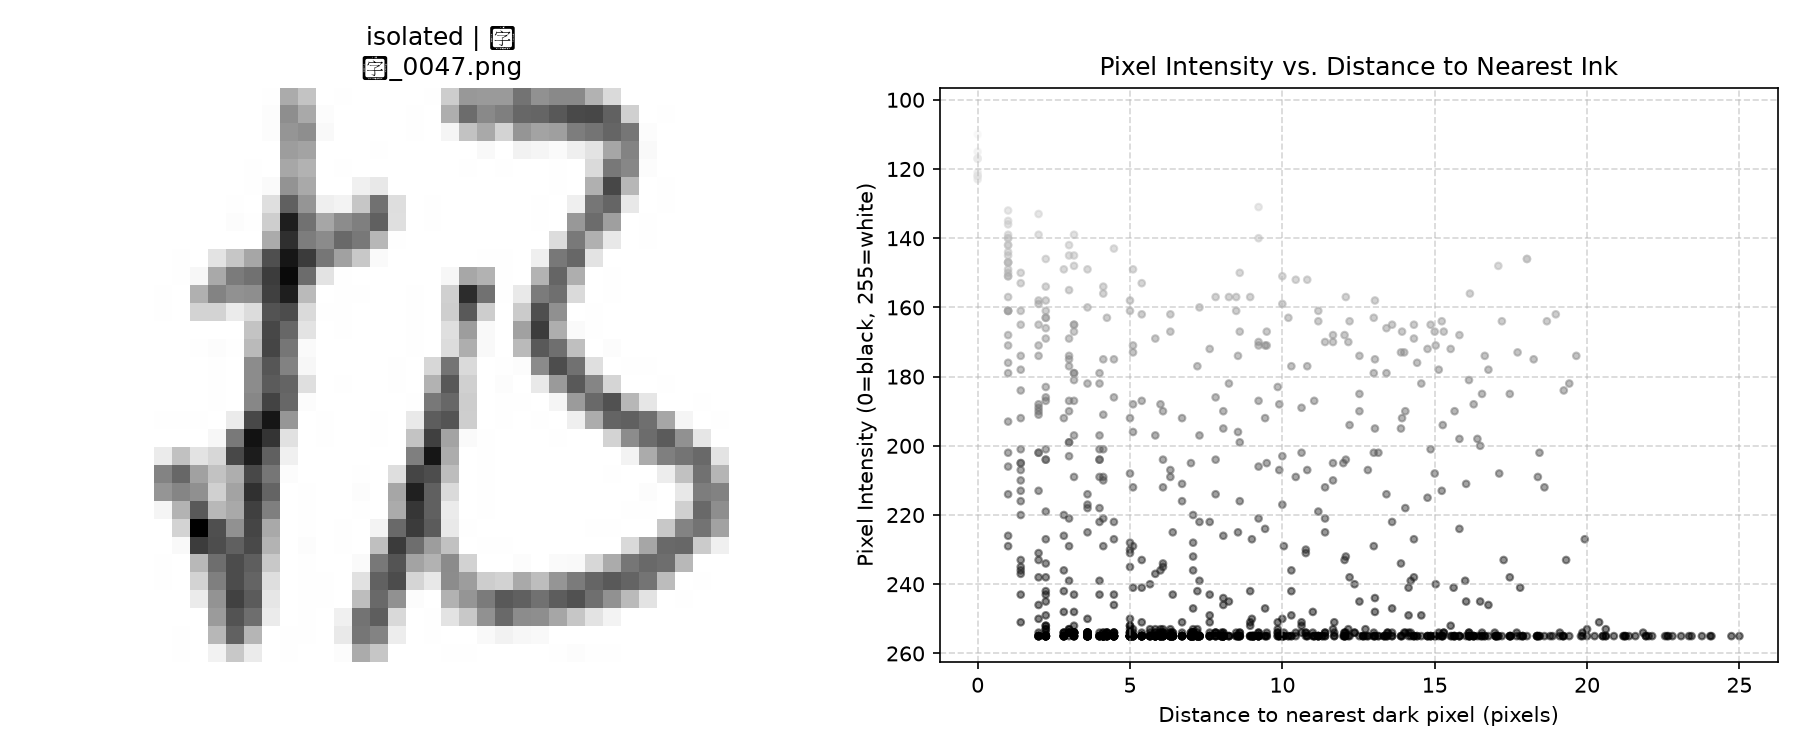 isolated |
_0047.png
扔
Pixel Intensity vs. Distance to Nearest Ink
Pixel Intensity (0=black, 255=white)
100
120
140
160
180
200
220
240
260
0 5 10 15 20 25
Distance to nearest dark pixel (pixels)